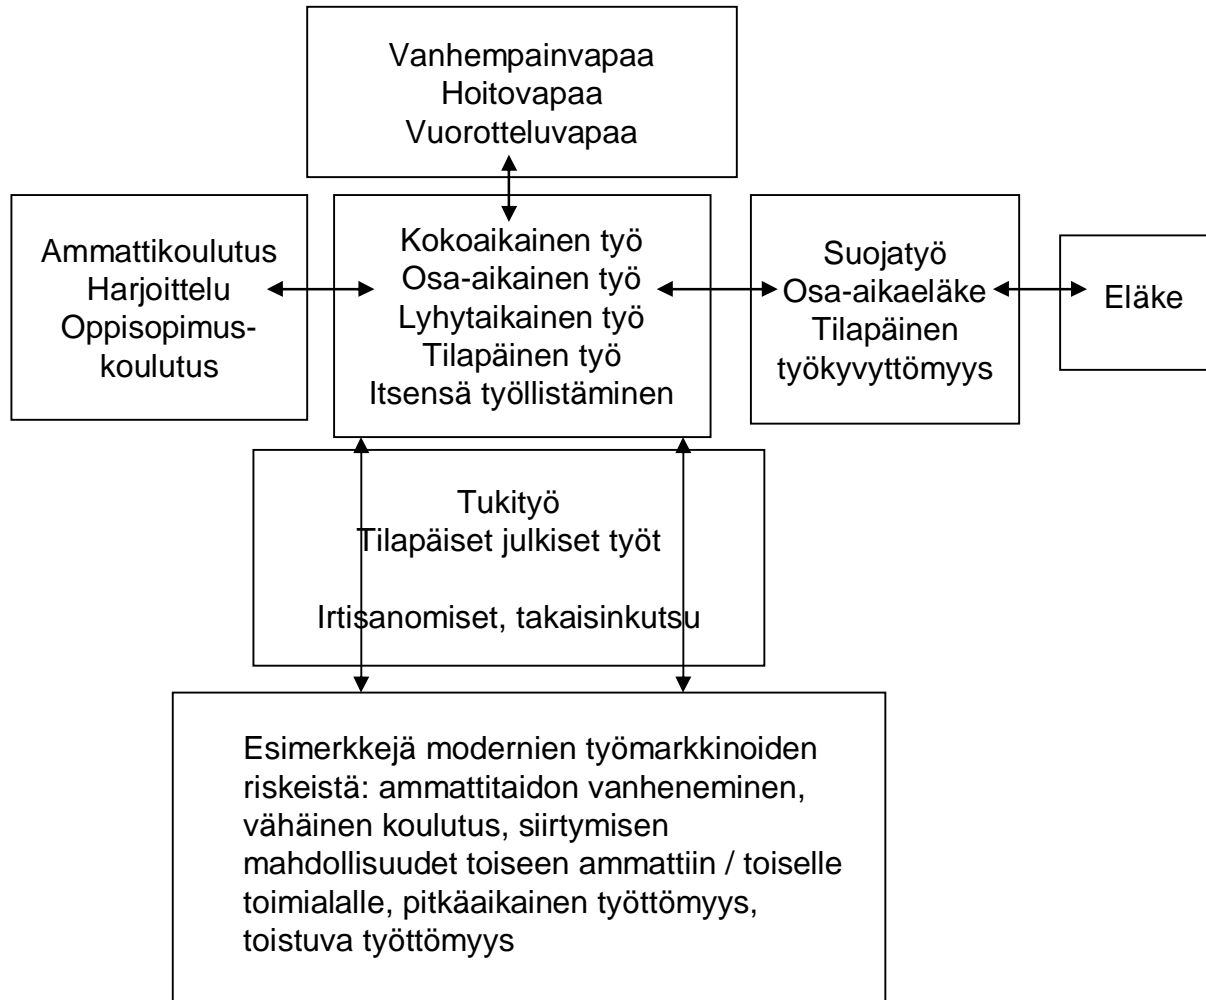 Vanhempainvapaa
Hoitovapaa
Vuorotteluvapaa
Ammattikoulutus
Harjoittelu
Oppisopimus-
koulutus
Kokoaikainen työ
Osa-aikainen työ
Lyhytaikainen työ
Tilapäinen työ
Itsensä työllistäminen
Suojatyö
Osa-aikaeläke
Tilapäinen
työkyvyttömyys
Eläke
Tukityö
Tilapäiset julkiset työt
Irtisanomiset, takaisinkutsu
Esimerkkejä modernien työmarkkinoiden
riskeistä: ammattitaidon vanheneminen,
vähäinen koulutus, siirtymisen
mahdollisuudet toiseen ammattiin / toiselle
toimialalle, pitkäaikainen työttömyys,
toistuva työttömyys